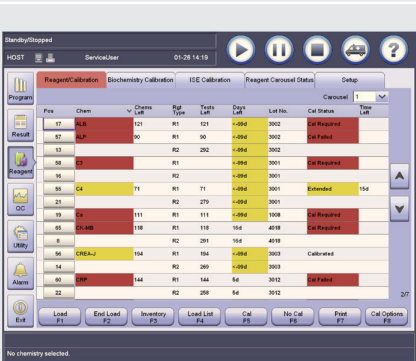 Standby/Stopped
HOST ServiceUser 01-26 14:19
?
Program
Result
Reagent
QC
Utility
Alarm
Exit
Reagent/Calibration Biochemistry Calibration ISE Calibration Reagent Carousel Status Setup
Carousel 1
Pos Chem Chems Left Rgt Type Tests Left Days Left Lot No. Cal Status Time Left
17 ALB 121 R1 121 <-99d 3002 Cal Required
57 ALP 90 R1 90 <-99d 3002 Cal Failed
13 R2 292 <-99d 3002
58 C3 R1 <-99d 3001 Cal Required
16 R2 <-99d 3001
55 C4 71 R1 71 <-99d 3001 Extended 15d
21 R2 279 <-99d 3001
19 Ca 111 R1 111 <-99d 1008 Cal Required
65 CK-MB 118 R1 118 16d 4018 Cal Required
8 R2 291 16d 4018
56 CREA-J 194 R1 194 <-99d 3003 Calibrated
14 R2 269 <-99d 3003
60 CRP 144 R1 144 5d 3012 Cal Failed
22 R2 258 5d 3012
2/7
Load F1 End Load F2 Inventory F3 Load List F4 Cal F5 No Cal F6 Print F7 Cal Options F8
No chemistry selected.